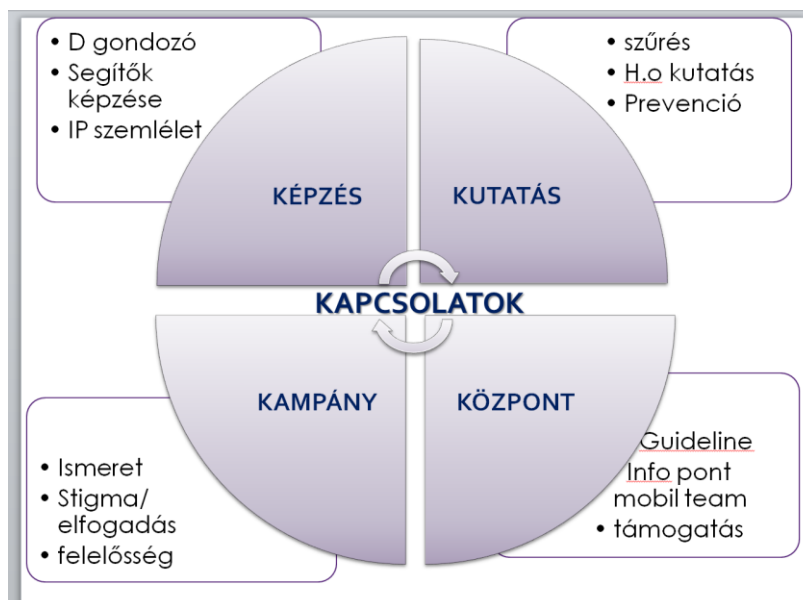 • D gondozó
• Segítők
képzése
• IP szemlélet
• szűrés
• H.o kutatás
• Prevenció
KÉPZÉS
KUTATÁS
KAPCSOLATOK
KAMPÁNY
KÖZPONT
• Ismeret
• Stigma/
elfogadás
• felelősség
Guideline
Info pont
mobil team
• támogatás